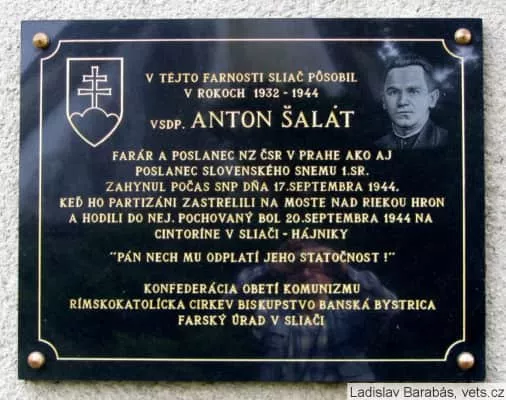 V TÉJTO FARNOSTI SLIAČ PÔSOBIL
V ROKOCH 1932 - 1944
VSDP. ANTON ŠALÁT
FARÁR A POSLANEC NZ ČSR V PRAHE AKO AJ
POSLANEC SLOVENSKÉHO SNEMU 1.SR.
ZAHYNUL POČAS SNP DŇA 17.SEPTEMBRA 1944.
KEĎ HO PARTIZÁNI ZASTRELILI NA MOSTE NAD RIEKOU HRON
A HODILI DO NEJ. POCHOVANÝ BOL 20.SEPTEMBRA 1944 NA
CINTORÍNE V SLIAČI - HÁJNIKY
"PÁN NECH MU ODPLATÍ JEHO STATOČNOSŤ !"
KONFEDERÁCIA OBETÍ KOMUNIZMU
RÍMSKOKATOLÍCKA CIRKEV BISKUPSTVO BANSKÁ BYSTRICA
FARSKÝ ÚRAD V SLIAČI
Ladislav Barabás, vets.cz